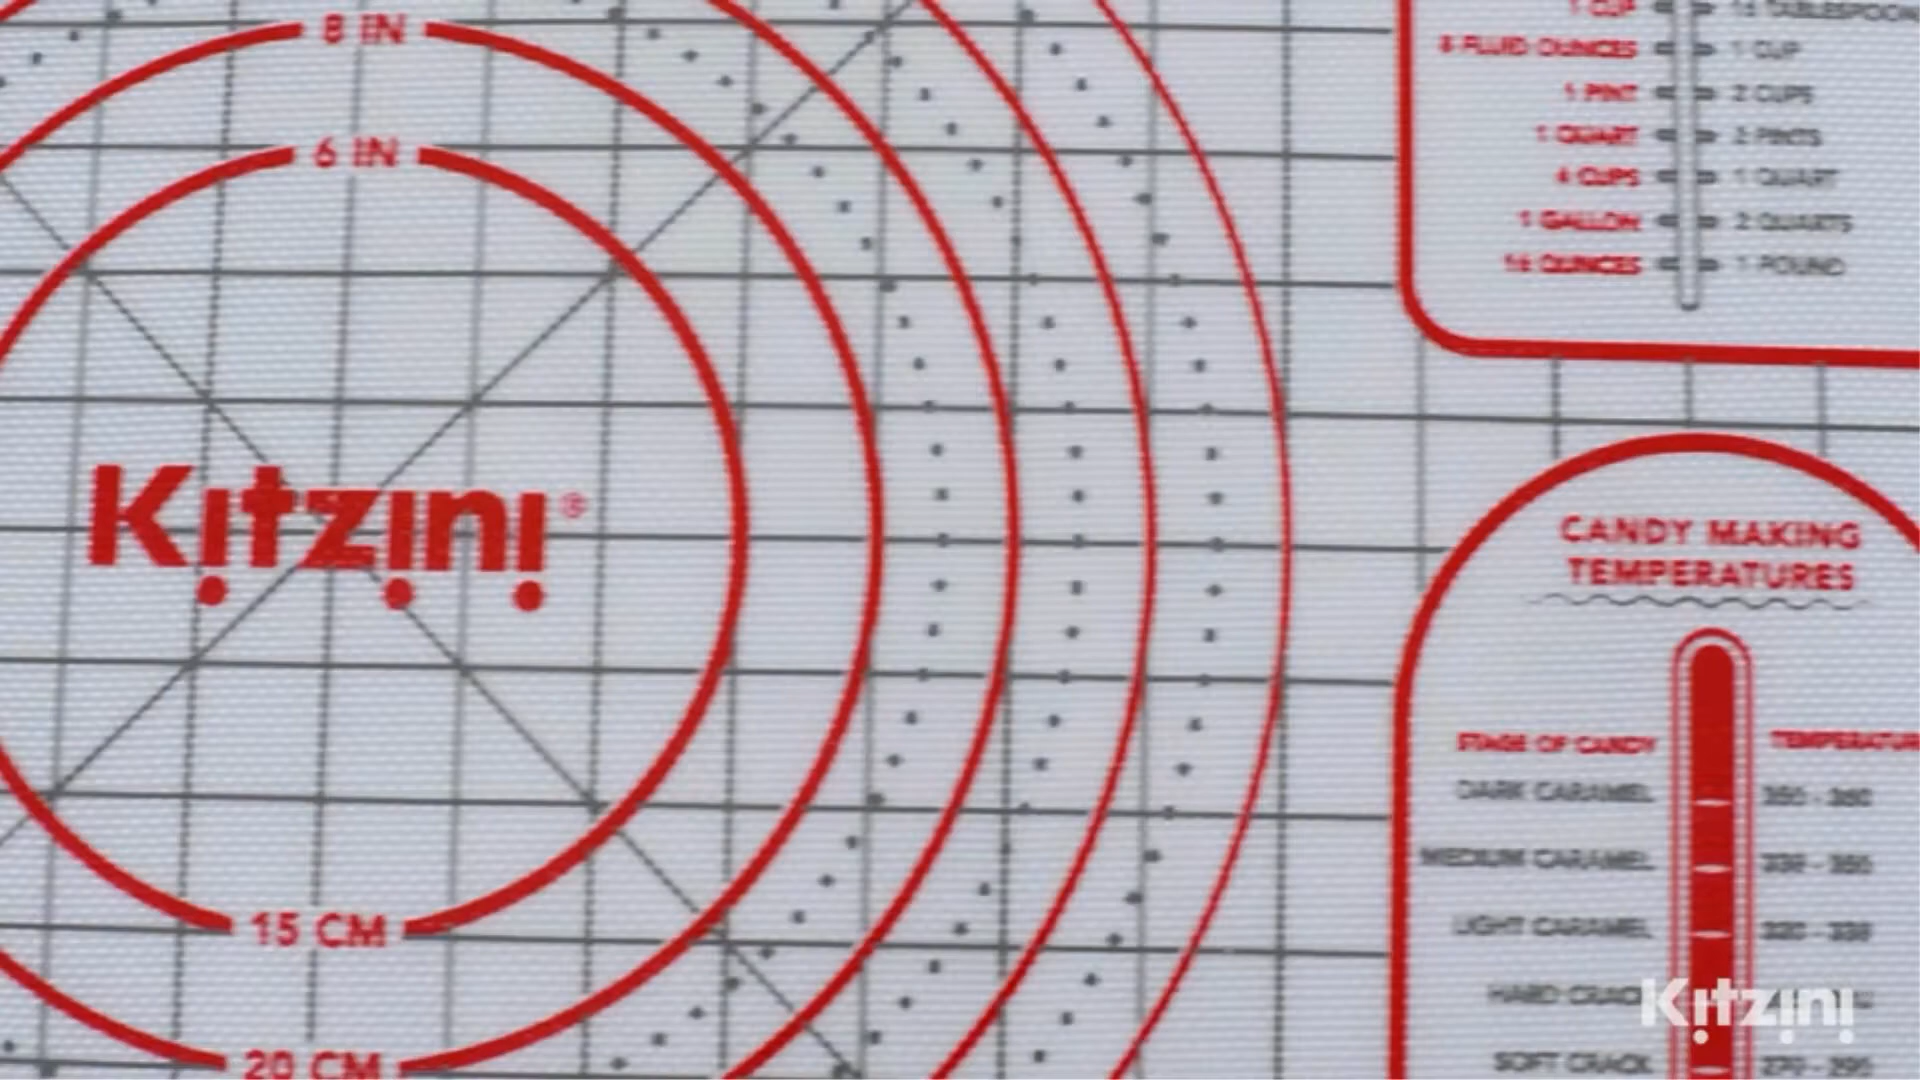 8 IN
6 IN
Kitzini®
15 CM
20 CM
1 CUP
8 FLUID OUNCES 1 CUP
1 PINT 2 CUPS
1 QUART 2 PINTS
4 CUPS 1 QUART
1 GALLON 2 QUARTS
16 OUNCES 1 POUND
CANDY MAKING
TEMPERATURES
STAGE OF CANDY
DARK CARAMEL
MEDIUM CARAMEL
LIGHT CARAMEL
HARD
SOFT CRACK 270 - 295
Kitzini